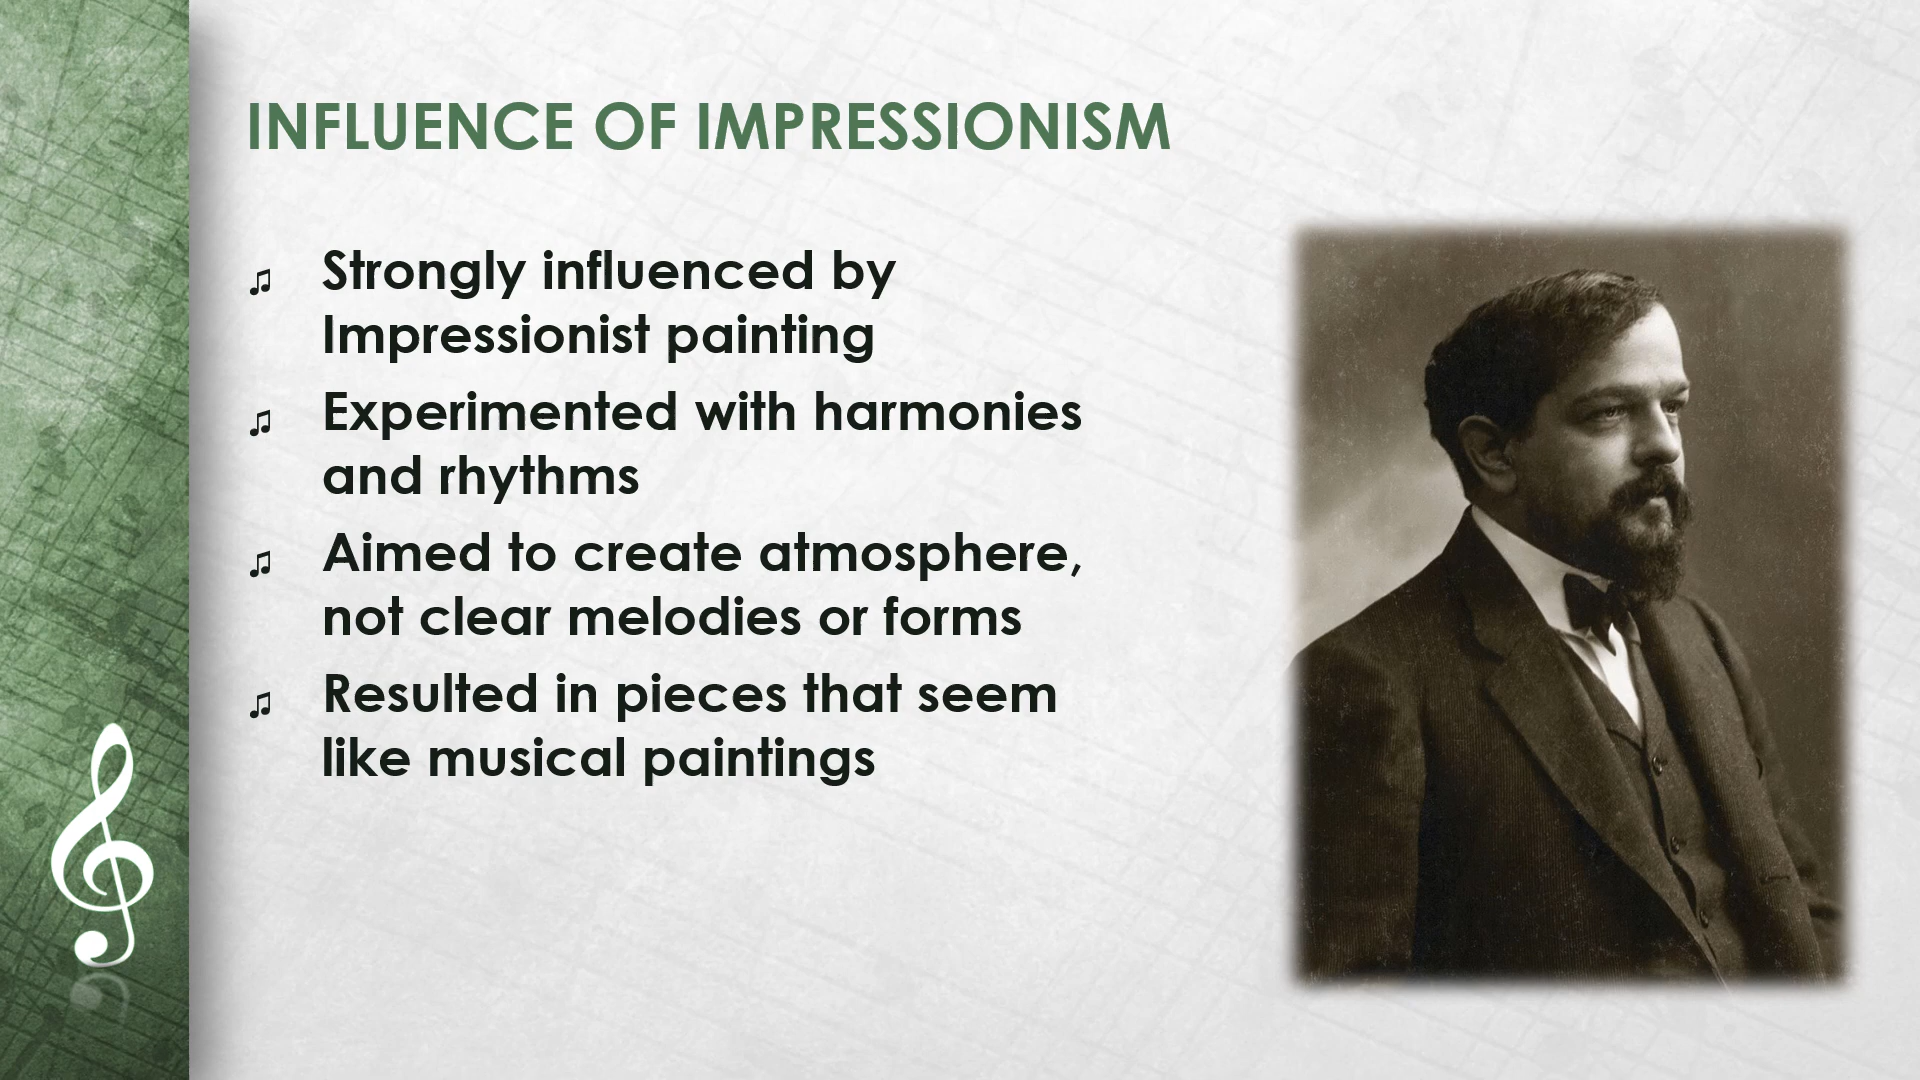 INFLUENCE OF IMPRESSIONISM
♫ Strongly influenced by
Impressionist painting
♫ Experimented with harmonies
and rhythms
♫ Aimed to create atmosphere,
not clear melodies or forms
♫ Resulted in pieces that seem
like musical paintings